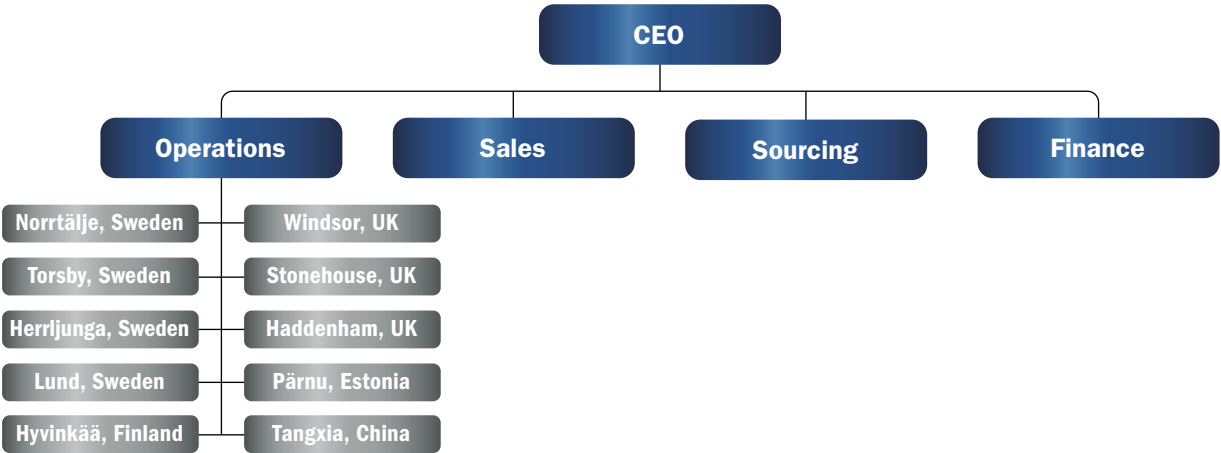 CEO
Operations
Sales
Sourcing
Finance
Norrtälje, Sweden
Windsor, UK
Torsby, Sweden
Stonehouse, UK
Herrljunga, Sweden
Haddenham, UK
Lund, Sweden
Pärnu, Estonia
Hyvinkää, Finland
Tangxia, China